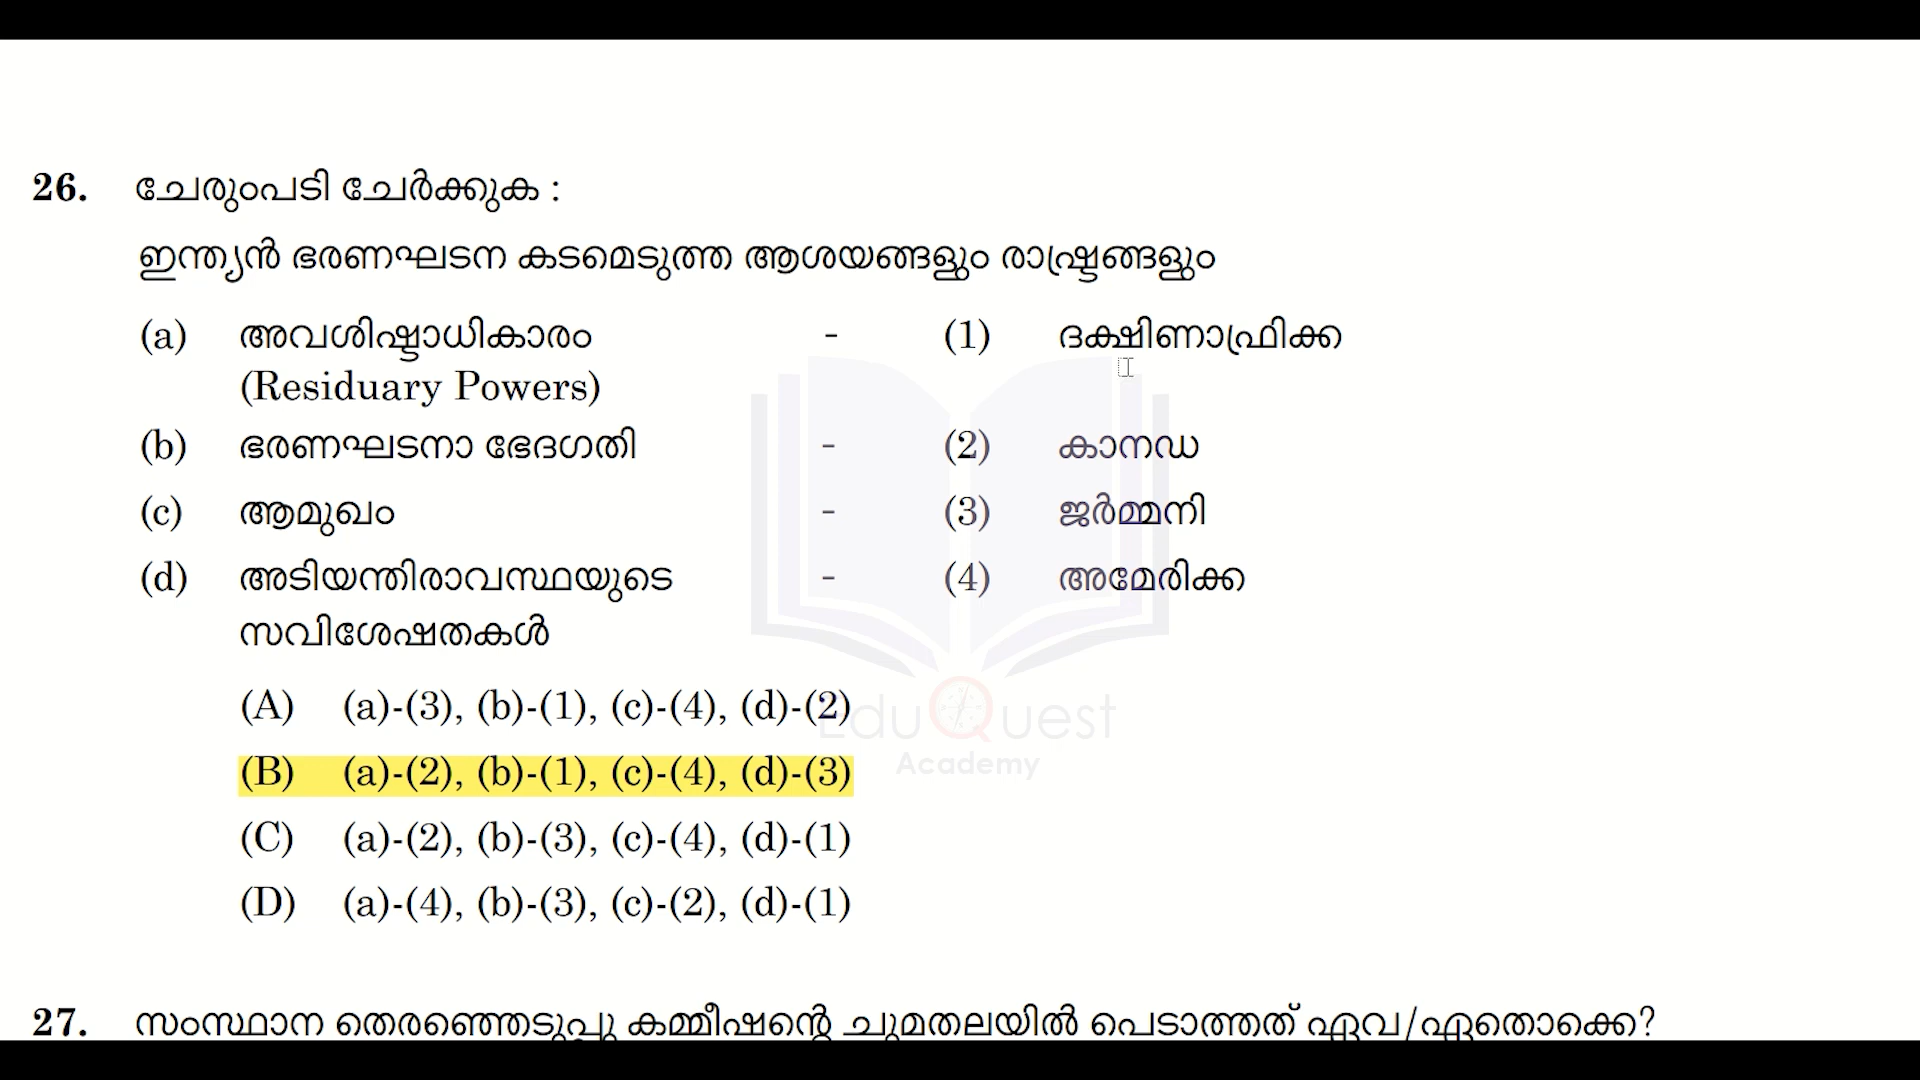 26. ചേരുംപടി ചേർക്കുക :
ഇന്ത്യൻ ഭരണഘടന കടമെടുത്ത ആശയങ്ങളും രാഷ്ട്രങ്ങളും
(a) അവശിഷ്ടാധികാരം - (1) ദക്ഷിണാഫ്രിക്ക
(Residuary Powers)
(b) ഭരണഘടനാ ഭേദഗതി - (2) കാനഡ
(c) ആമുഖം - (3) ജർമ്മനി
(d) അടിയന്തിരാവസ്ഥയുടെ - (4) അമേരിക്ക
സവിശേഷതകൾ
(A) (a)-(3), (b)-(1), (c)-(4), (d)-(2)
EduQuest
(B) (a)-(2), (b)-(1), (c)-(4), (d)-(3)
Academy
(C) (a)-(2), (b)-(3), (c)-(4), (d)-(1)
(D) (a)-(4), (b)-(3), (c)-(2), (d)-(1)
27. സംസ്ഥാന തെരഞ്ഞെടുപ്പു കമ്മീഷന്റെ ചുമതലയിൽ പെടാത്തത് ഏവ/ഏതൊക്കെ?